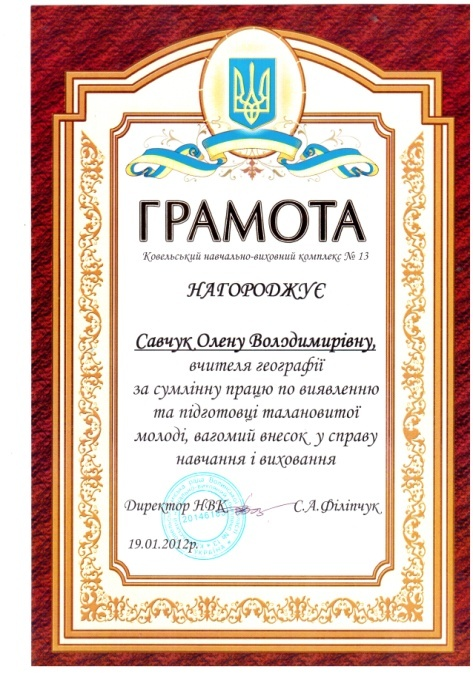 ГРАМОТА
Ковельський навчально-виховний комплекс № 13
НАГОРОДЖУЄ
Савчук Олену Володимирівну,
вчителя географії
за сумлінну працю по виявленню
та підготовці талановитої
молоді, вагомий внесок у справу
навчання і виховання
Директор НВК С.А.Філіпчук
19.01.2012р.